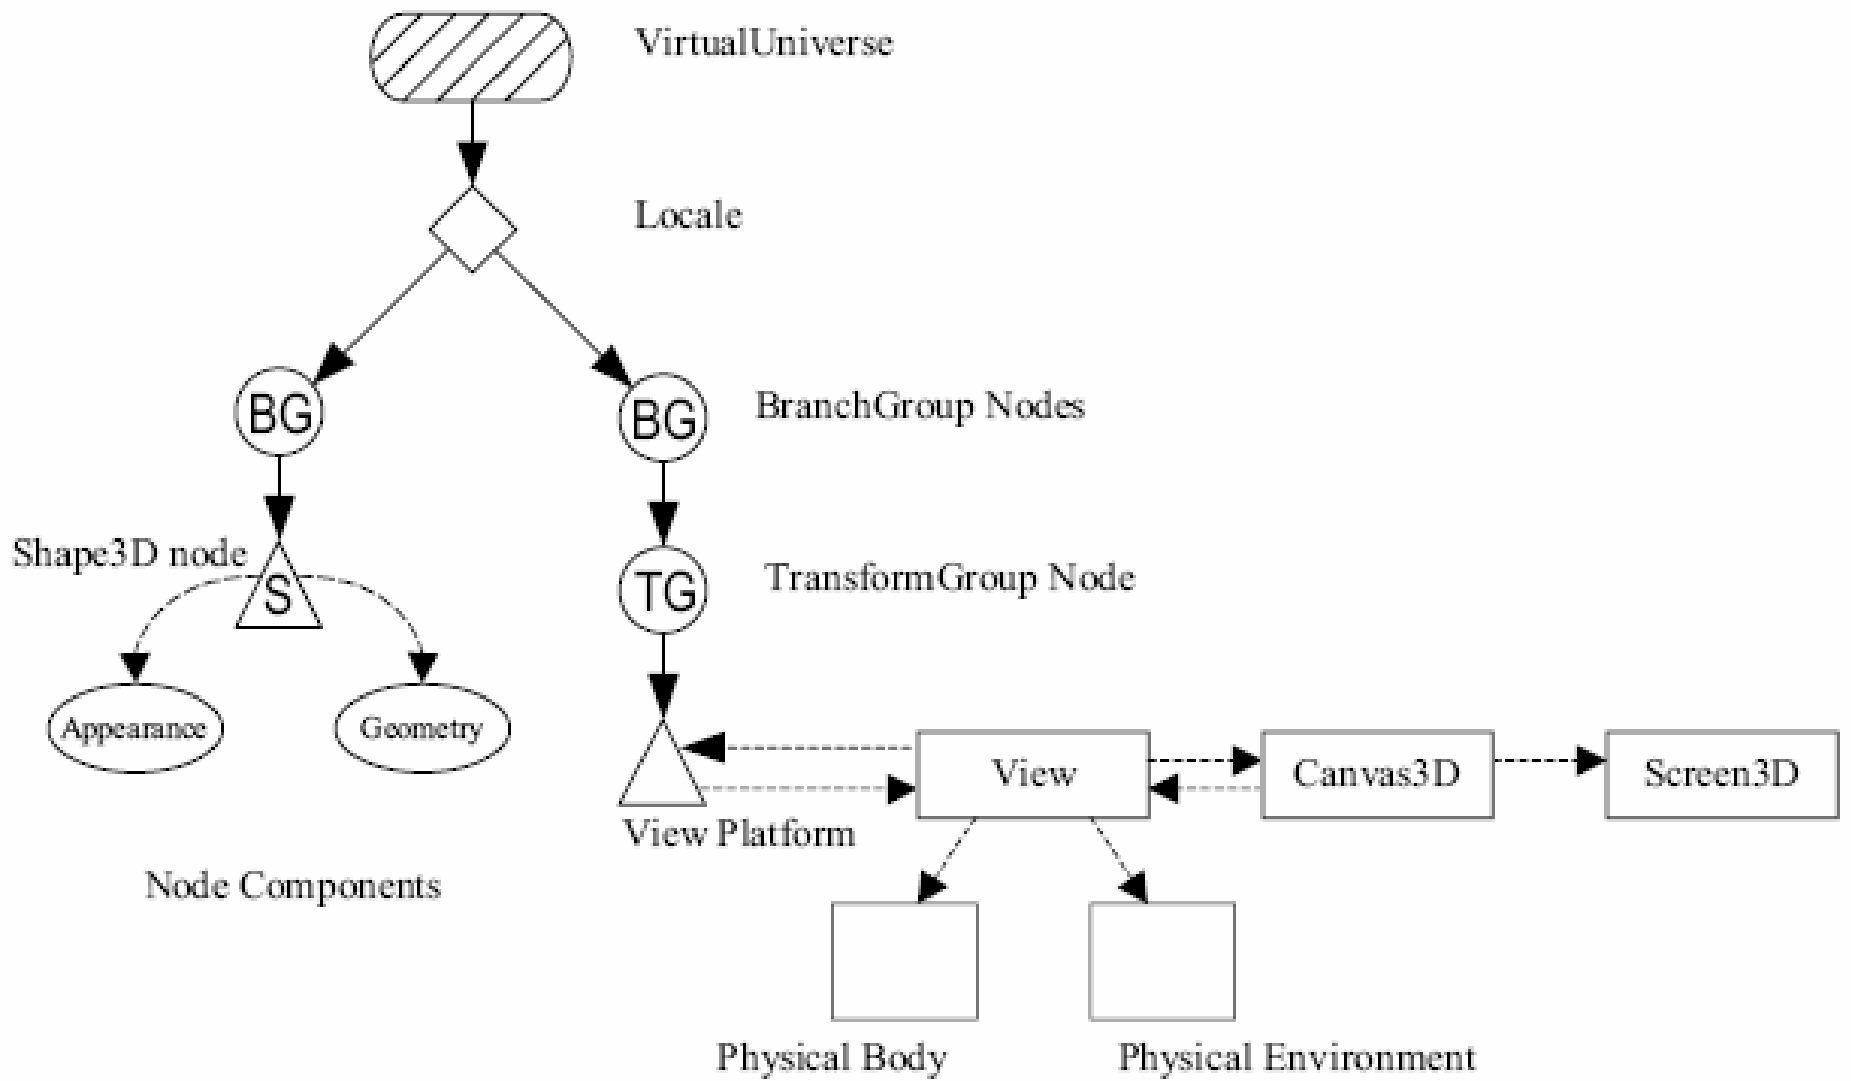 VirtualUniverse
Locale
BG
BG
BranchGroup Nodes
Shape3D node
S
TG
TransformGroup Node
Appearance
Geometry
View
Canvas3D
Screen3D
View Platform
Node Components
Physical Body
Physical Environment